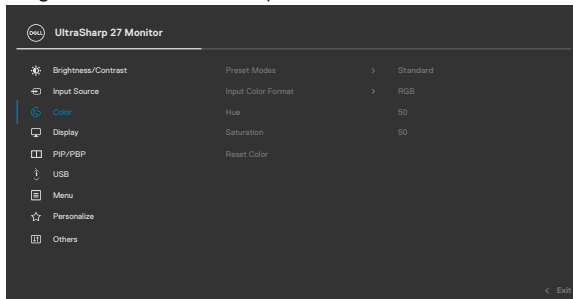 DELL UltraSharp 27 Monitor
Brightness/Contrast Preset Modes > Standard
Input Source Input Color Format > RGB
Color Hue 50
Display Saturation 50
PIP/PBP Reset Color
USB
Menu
Personalize
Others
< Exit